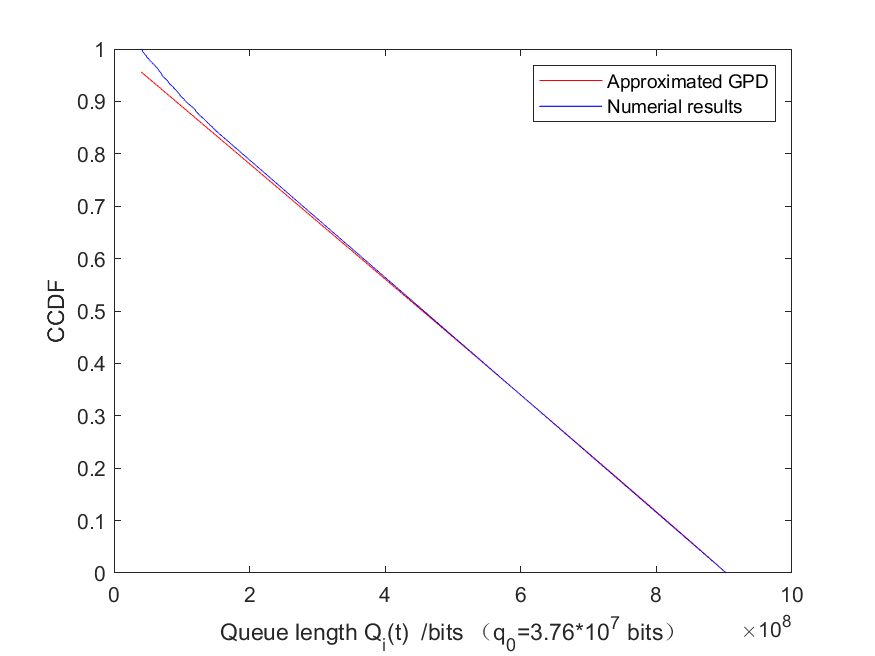 Approximated GPD
Numerial results
1
0.9
0.8
0.7
0.6
0.5
0.4
0.3
0.2
0.1
0
CCDF
0 2 4 6 8 10
×10^8
Queue length Q_i(t) /bits （q_0=3.76*10^7 bits）